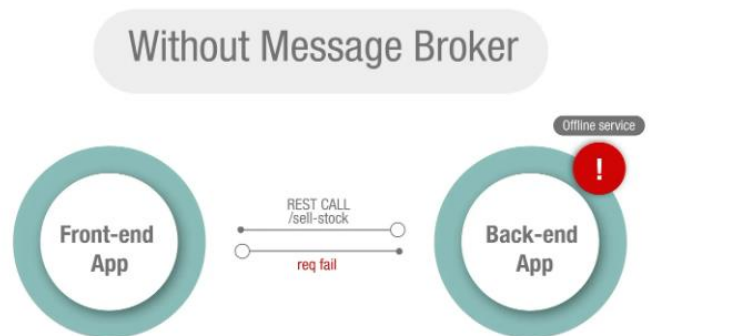 Without Message Broker
Offline service
!
Front-end
App
REST CALL
/sell-stock
req fail
Back-end
App